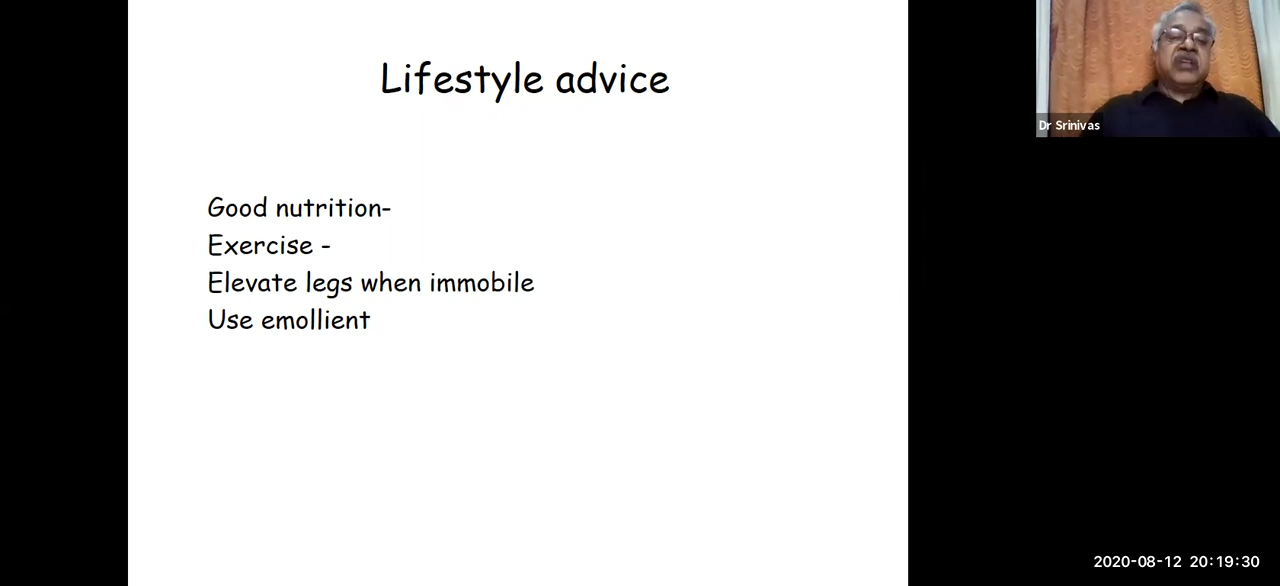 Lifestyle advice
Dr Srinivas
Good nutrition-
Exercise -
Elevate legs when immobile
Use emollient
2020-08-12 20:19:30